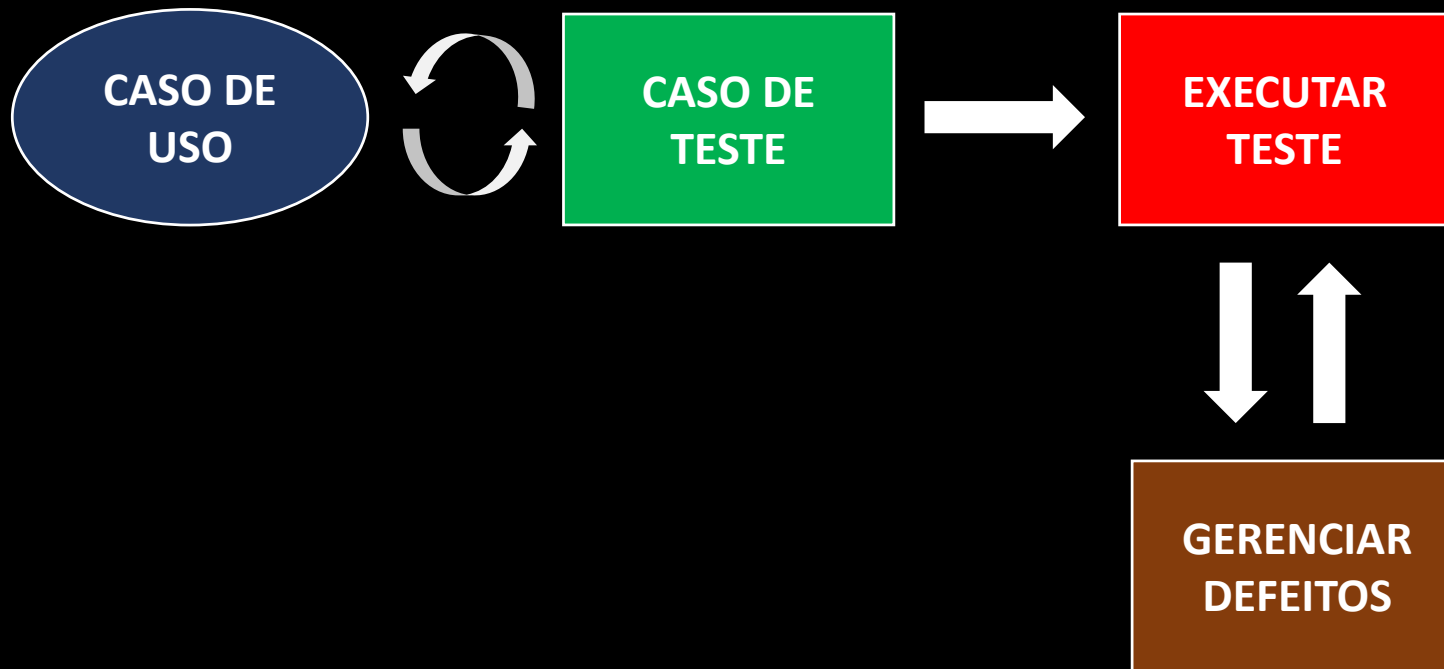 CASO DE
USO
CASO DE
TESTE
EXECUTAR
TESTE
GERENCIAR
DEFEITOS